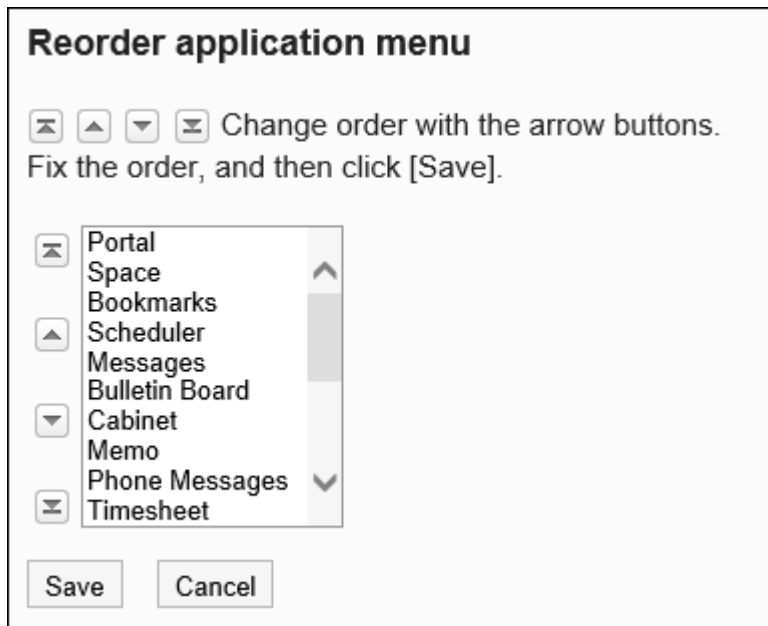 Reorder application menu
Change order with the arrow buttons.
Fix the order, and then click [Save].
Portal
Space
Bookmarks
Scheduler
Messages
Bulletin Board
Cabinet
Memo
Phone Messages
Timesheet
Save
Cancel